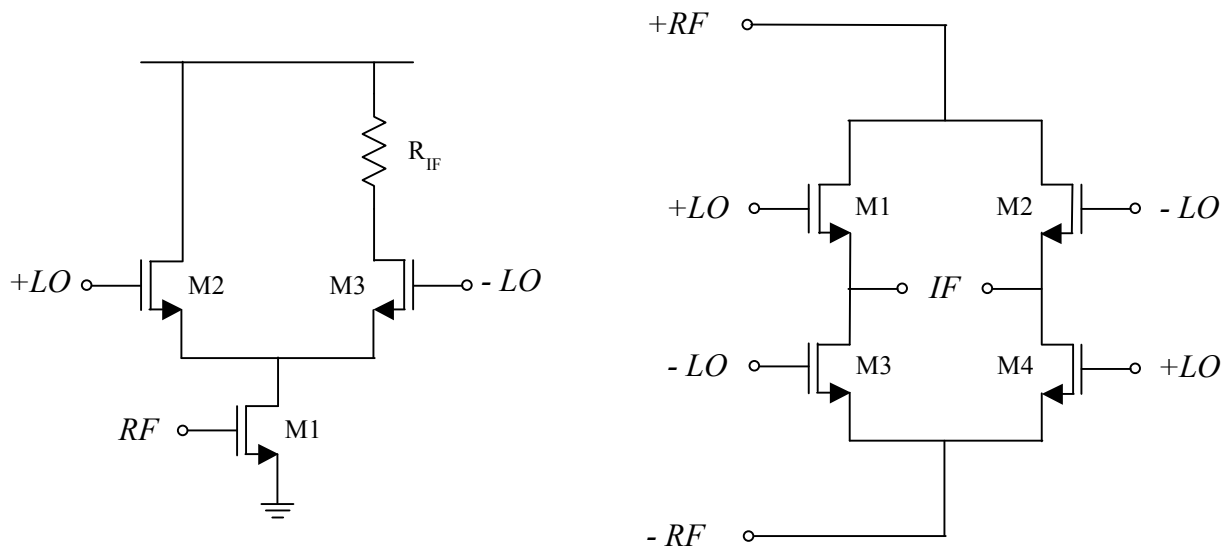 R_IF
+LO
M2
M3
- LO
RF
M1
+RF
+LO
M1
M2
- LO
IF
- LO
M3
M4
+LO
- RF